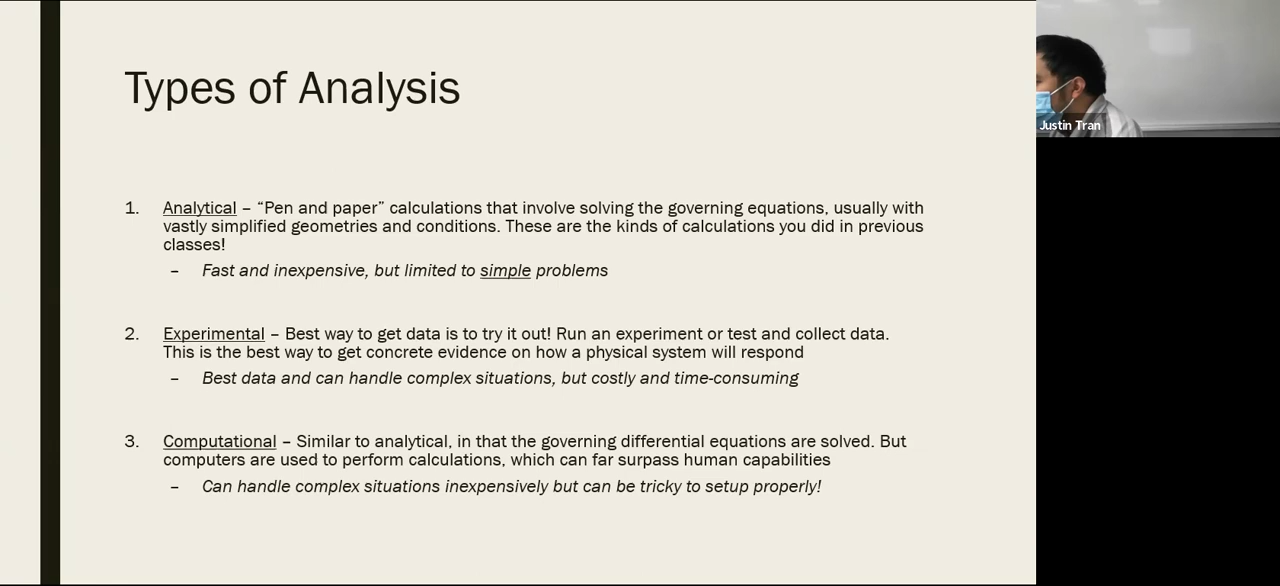 Types of Analysis
1. Analytical – “Pen and paper” calculations that involve solving the governing equations, usually with
vastly simplified geometries and conditions. These are the kinds of calculations you did in previous
classes!
– Fast and inexpensive, but limited to simple problems
2. Experimental – Best way to get data is to try it out! Run an experiment or test and collect data.
This is the best way to get concrete evidence on how a physical system will respond
– Best data and can handle complex situations, but costly and time-consuming
3. Computational – Similar to analytical, in that the governing differential equations are solved. But
computers are used to perform calculations, which can far surpass human capabilities
– Can handle complex situations inexpensively but can be tricky to setup properly!
Justin Tran